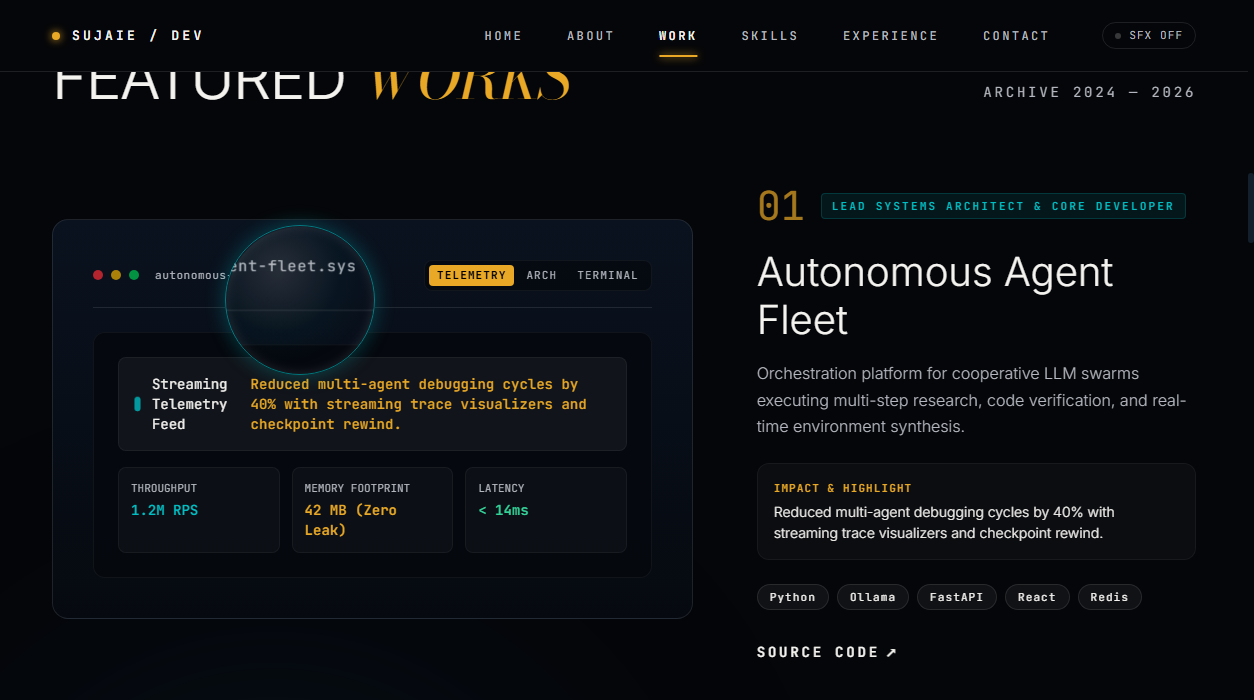 SUJAIE / DEV
HOME ABOUT WORK SKILLS EXPERIENCE CONTACT
SFX OFF
FEATURED WORKS
ARCHIVE 2024 — 2026
autonomous-
ent-fleet.sys
TELEMETRY ARCH TERMINAL
Streaming
Telemetry
Feed
Reduced multi-agent debugging cycles by
40% with streaming trace visualizers and
checkpoint rewind.
THROUGHPUT
1.2M RPS
MEMORY FOOTPRINT
42 MB (Zero
Leak)
LATENCY
< 14ms
01
LEAD SYSTEMS ARCHITECT & CORE DEVELOPER
Autonomous Agent
Fleet
Orchestration platform for cooperative LLM swarms
executing multi-step research, code verification, and real-
time environment synthesis.
IMPACT & HIGHLIGHT
Reduced multi-agent debugging cycles by 40% with
streaming trace visualizers and checkpoint rewind.
Python Ollama FastAPI React Redis
SOURCE CODE ↗